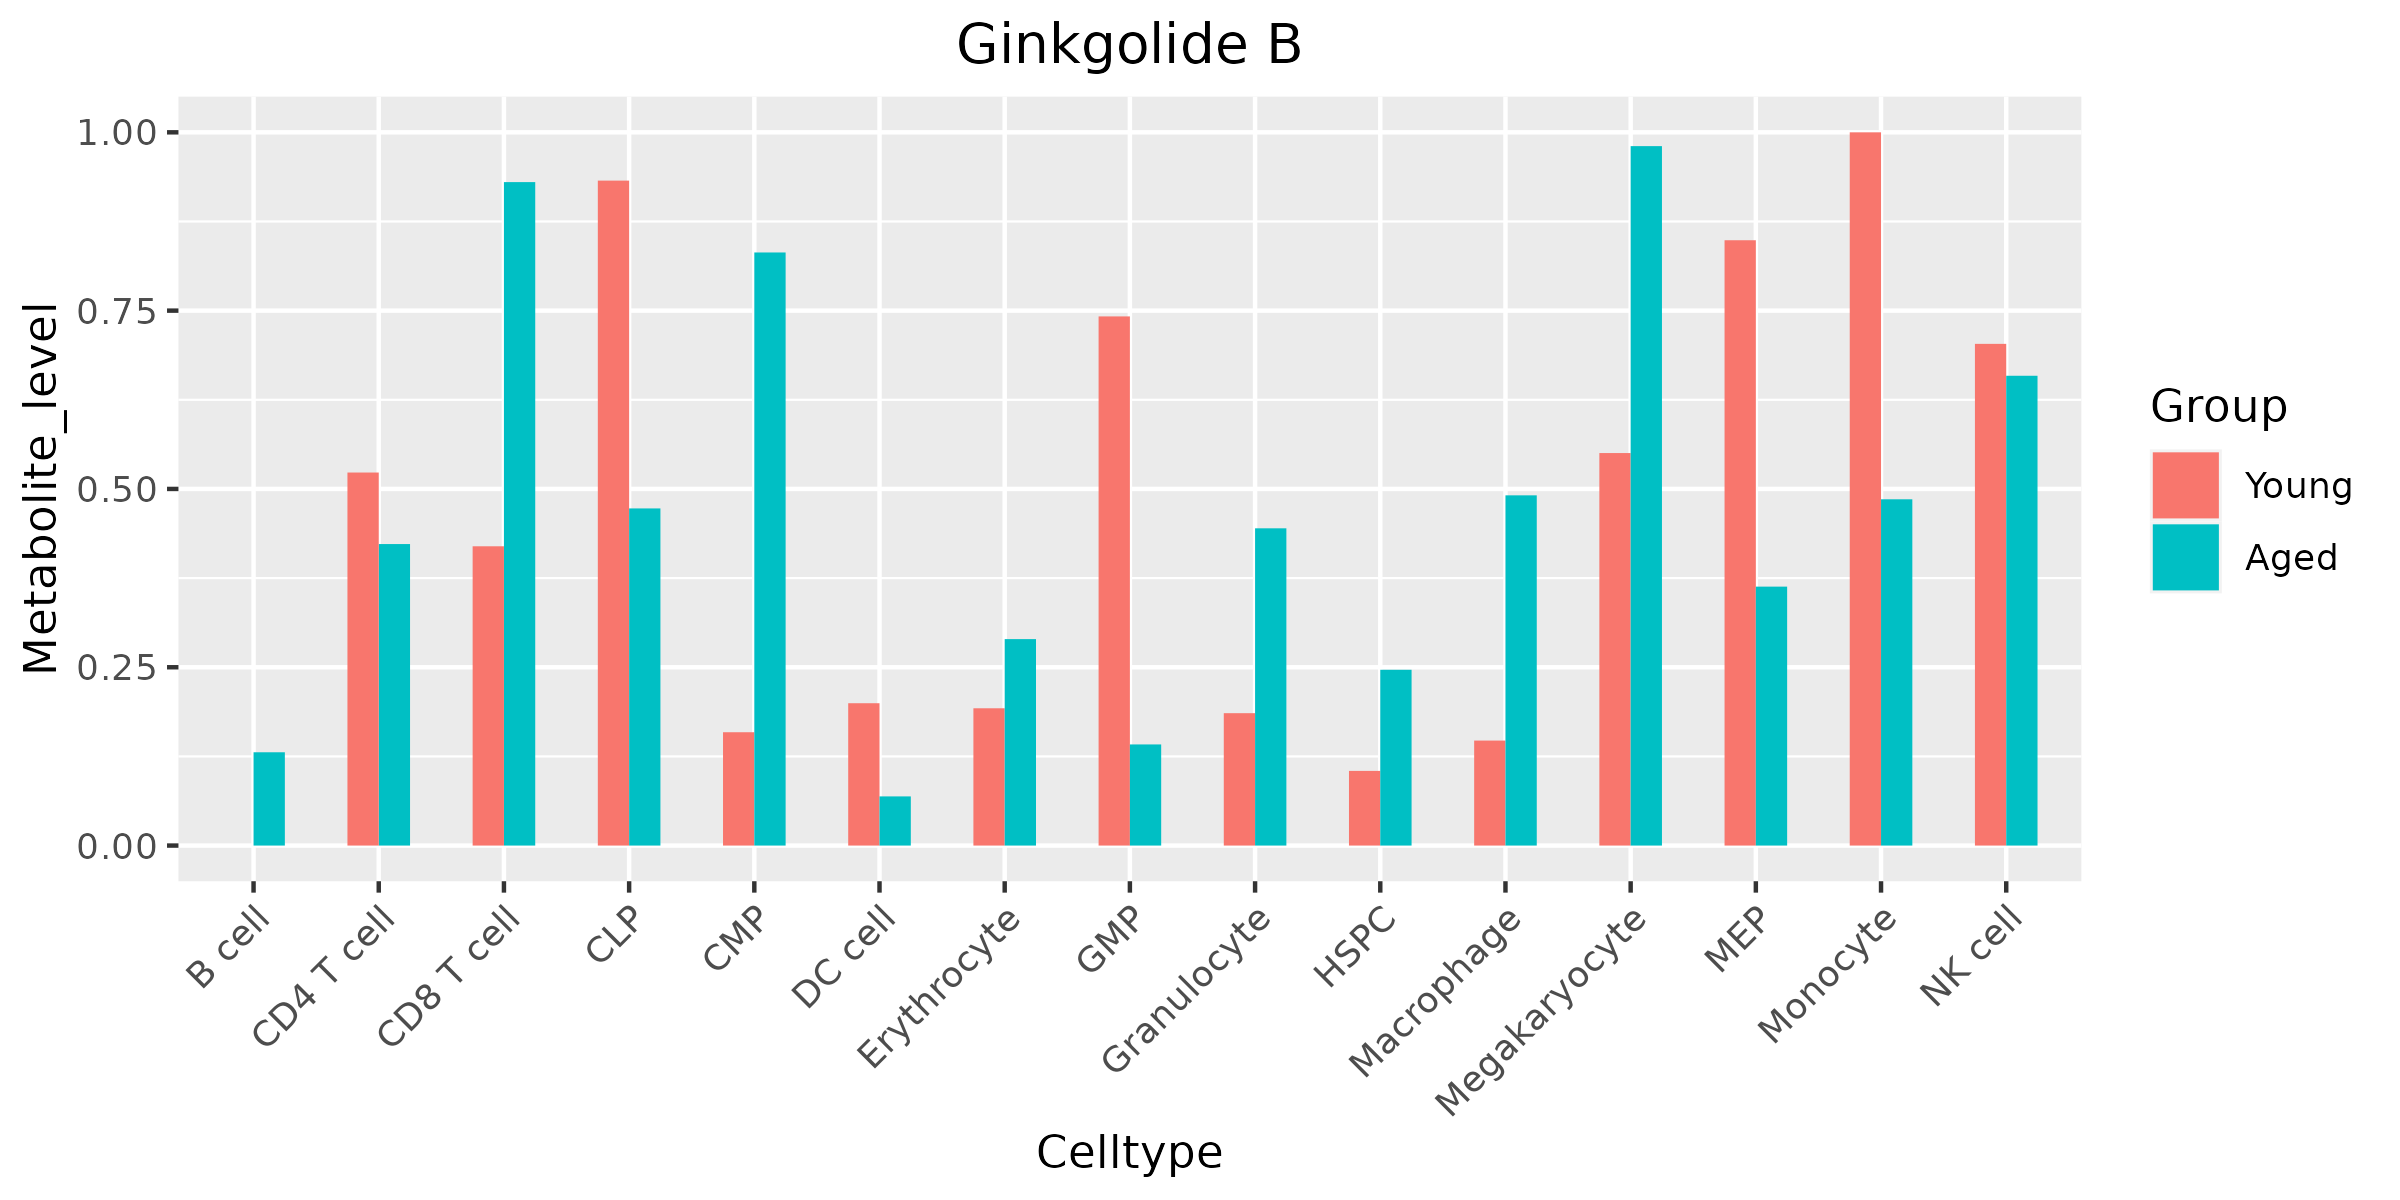 Ginkgolide B
Metabolite_level
1.00
0.75
0.50
0.25
0.00
B cell
CD4 T cell
CD8 T cell
CLP
CMP
DC cell
Erythrocyte
GMP
Granulocyte
HSPC
Macrophage
Megakaryocyte
MEP
Monocyte
NK cell
Celltype
Group
Young
Aged